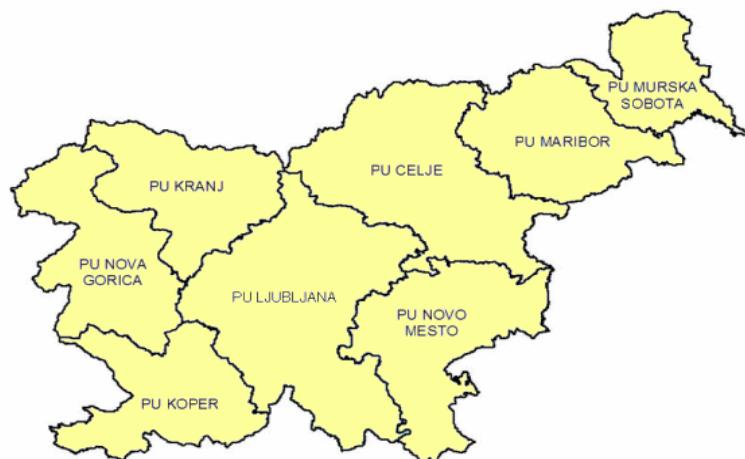 PU MURSKA
SOBOTA
PU MARIBOR
PU CELJE
PU KRANJ
PU NOVA
GORICA
PU LJUBLJANA
PU NOVO
MESTO
PU KOPER